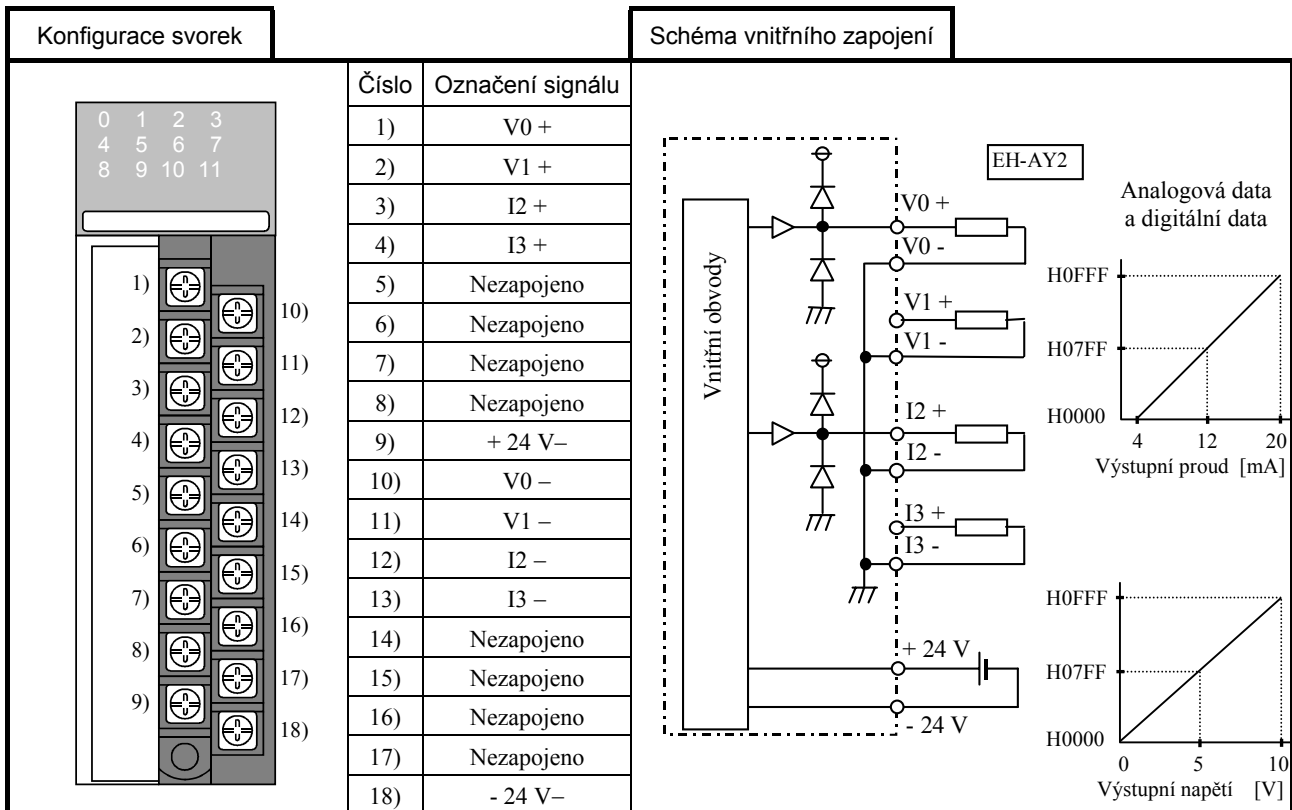 Konfigurace svorek
Schéma vnitřního zapojení
0 1 2 3
4 5 6 7
8 9 10 11
1)
2)
3)
4)
5)
6)
7)
8)
9)
10)
11)
12)
13)
14)
15)
16)
17)
18)
Číslo Označení signálu
1) V0 +
2) V1 +
3) I2 +
4) I3 +
5) Nezapojeno
6) Nezapojeno
7) Nezapojeno
8) Nezapojeno
9) + 24 V–
10) V0 –
11) V1 –
12) I2 –
13) I3 –
14) Nezapojeno
15) Nezapojeno
16) Nezapojeno
17) Nezapojeno
18) - 24 V–
EH-AY2
Vnitřní obvody
V0 +
V0 -
V1 +
V1 -
I2 +
I2 -
I3 +
I3 -
+ 24 V
- 24 V
Analogová data
a digitální data
H0FFF
H07FF
H0000
4 12 20
Výstupní proud [mA]
H0FFF
H07FF
H0000
0 5 10
Výstupní napětí [V]